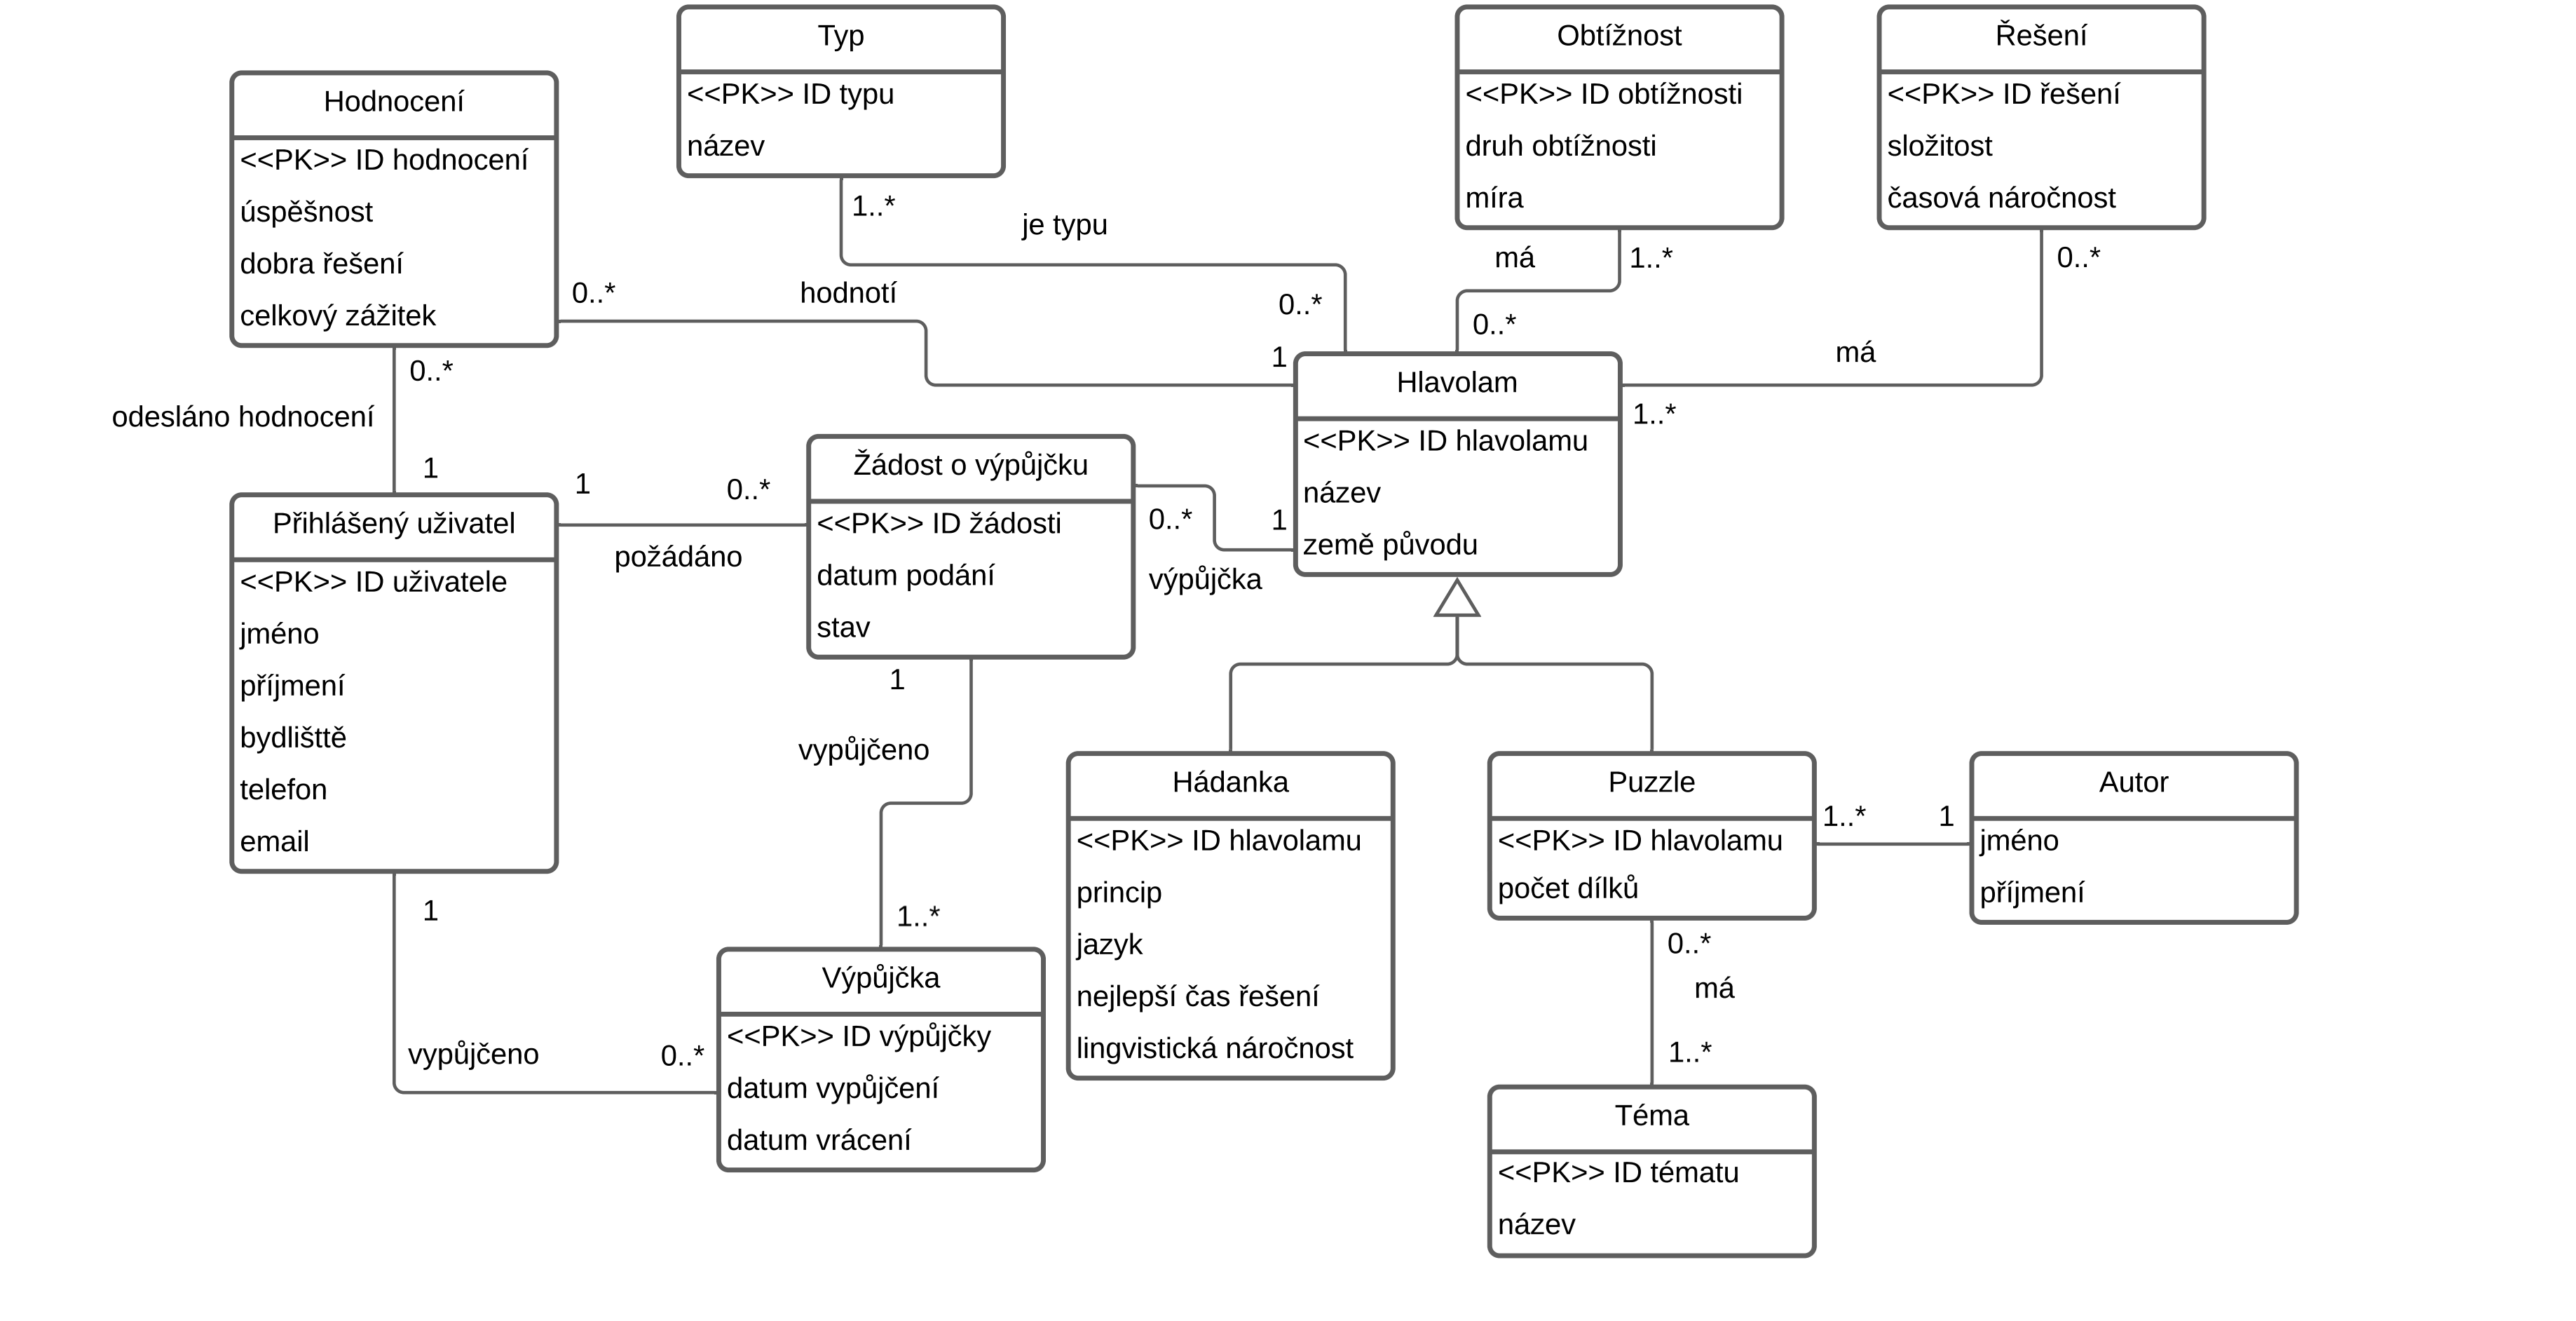 Typ
<<PK>> ID typu
název
Obtížnost
<<PK>> ID obtížnosti
druh obtížnosti
míra
Řešení
<<PK>> ID řešení
složitost
časová náročnost
Hodnocení
<<PK>> ID hodnocení
úspěšnost
dobra řešení
celkový zážitek
1..*
je typu
0..*
má
1..*
0..*
0..*
hodnotí
1
0..*
má
1..*
0..*
odesláno hodnocení
1
Hlavolam
<<PK>> ID hlavolamu
název
země původu
1
0..*
požádáno
Žádost o výpůjčku
<<PK>> ID žádosti
datum podání
stav
0..*
1
výpůjčka
Přihlášený uživatel
<<PK>> ID uživatele
jméno
příjmení
bydlišttě
telefon
email
1
vypůjčeno
1..*
Hádanka
<<PK>> ID hlavolamu
princip
jazyk
nejlepší čas řešení
lingvistická náročnost
Puzzle
<<PK>> ID hlavolamu
počet dílků
1..*
1
Autor
jméno
příjmení
1
vypůjčeno
0..*
Výpůjčka
<<PK>> ID výpůjčky
datum vypůjčení
datum vrácení
0..*
má
1..*
Téma
<<PK>> ID tématu
název